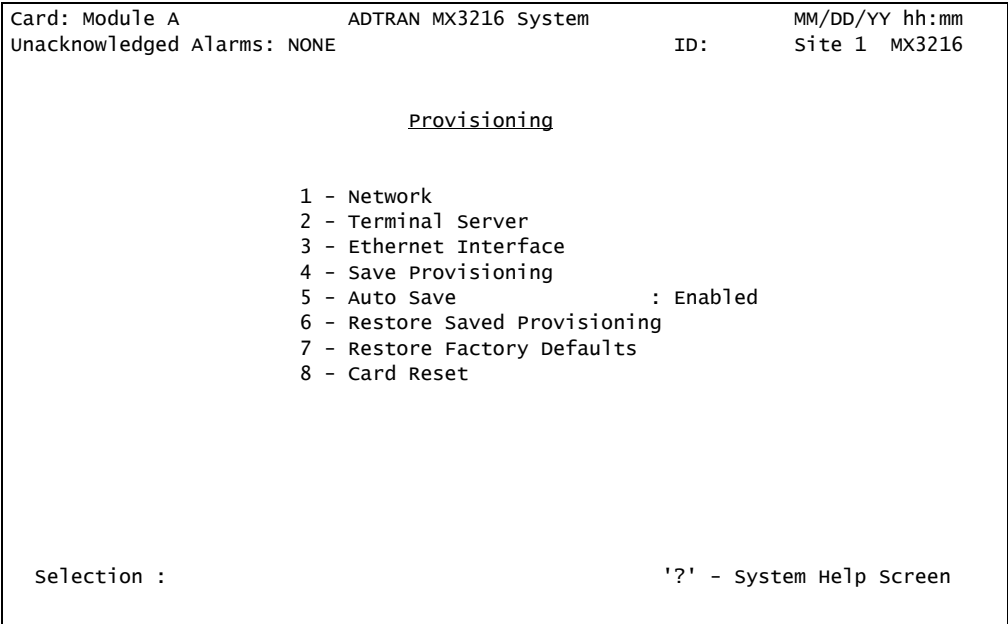 Card: Module A ADTRAN MX3216 System MM/DD/YY hh:mm
Unacknowledged Alarms: NONE ID: Site 1 MX3216
Provisioning
1 – Network
2 – Terminal Server
3 – Ethernet Interface
4 – Save Provisioning
5 – Auto Save : Enabled
6 – Restore Saved Provisioning
7 – Restore Factory Defaults
8 – Card Reset
Selection : '?' – System Help Screen